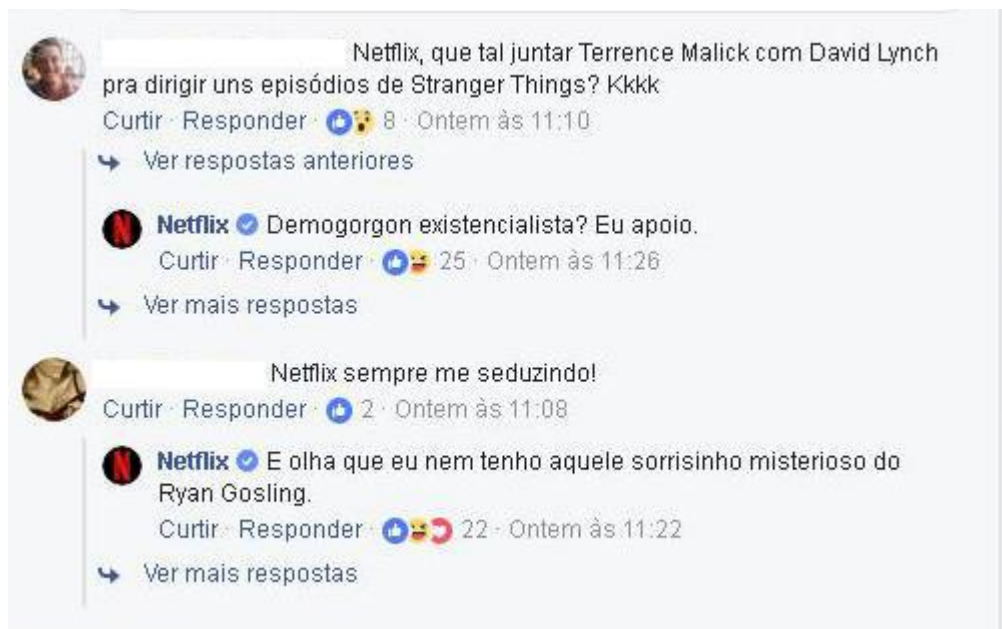 Netflix, que tal juntar Terrence Malick com David Lynch
pra dirigir uns episódios de Stranger Things? Kkkk
Curtir · Responder · 8 · Ontem às 11:10
Ver respostas anteriores
Netflix Demogorgon existencialista? Eu apoio.
Curtir · Responder · 25 · Ontem às 11:26
Ver mais respostas
Netflix sempre me seduzindo!
Curtir · Responder · 2 · Ontem às 11:08
Netflix E olha que eu nem tenho aquele sorrisinho misterioso do
Ryan Gosling.
Curtir · Responder · 22 · Ontem às 11:22
Ver mais respostas